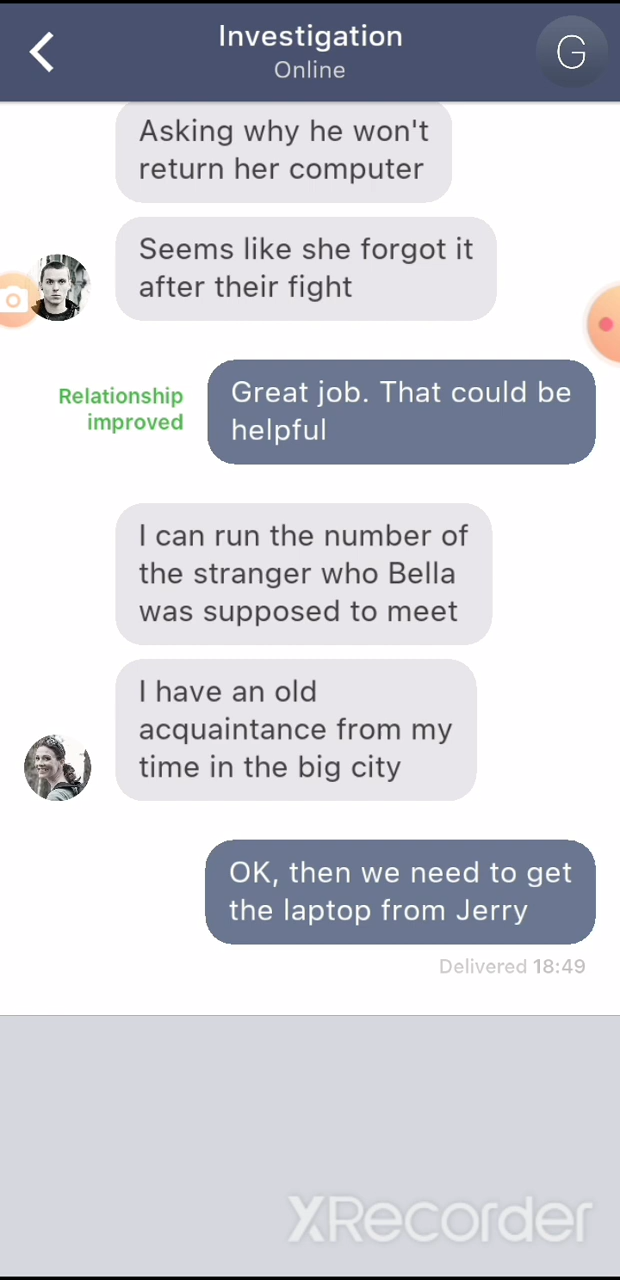 Investigation
Online
G
Asking why he won't
return her computer
Seems like she forgot it
after their fight
Relationship
improved
Great job. That could be
helpful
I can run the number of
the stranger who Bella
was supposed to meet
I have an old
acquaintance from my
time in the big city
OK, then we need to get
the laptop from Jerry
Delivered 18:49
XRecorder